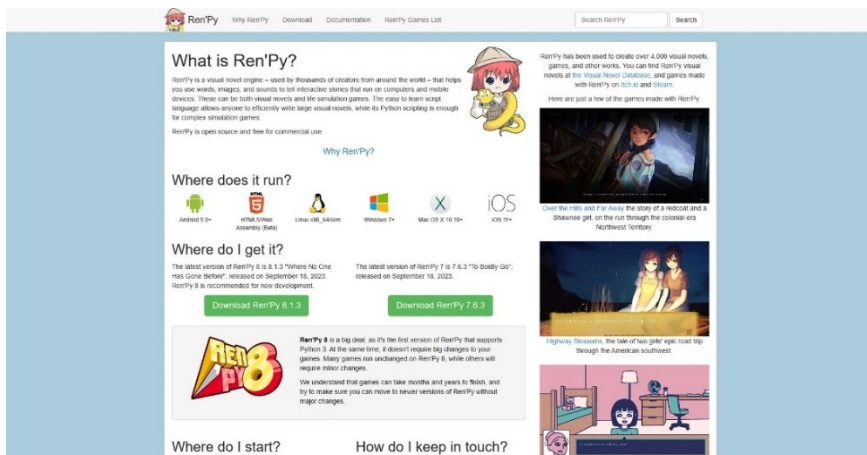 Ren'Py
Why Ren'Py
Download
Documentation
Ren'Py Games List
Search Ren'Py
Search
What is Ren'Py?
Ren'Py is a visual novel engine – used by thousands of creators from around the world – that helps
you use words, images, and sounds to tell interactive stories that run on computers and mobile
devices. These can be both visual novels and life simulation games. The easy to learn script
language allows anyone to efficiently write large visual novels, while its Python scripting is enough
for complex simulation games.
Ren'Py is open source and free for commercial use.
Why Ren'Py?
Where does it run?
HTML
5
iOS
Android 5.0+
HTML5/Web
Assembly (Beta)
Linux x86_64/Arm
Windows 7+
Mac OS X 10.10+
iOS 11+
Where do I get it?
The latest version of Ren'Py 8 is 8.1.3 "Where No One
Has Gone Before", released on September 18, 2023.
Ren'Py 8 is recommended for new development.
Download Ren'Py 8.1.3
The latest version of Ren'Py 7 is 7.6.3 "To Boldly Go",
released on September 18, 2023.
Download Ren'Py 7.6.3
REN
PY8
Ren'Py 8 is a big deal, as it's the first version of Ren'Py that supports
Python 3. At the same time, it doesn't require big changes to your
games. Many games run unchanged on Ren'Py 8, while others will
require minor changes.
We understand that games can take months and years to finish, and
try to make sure you can move to newer versions of Ren'Py without
major changes.
Where do I start?
How do I keep in touch?
Ren'Py has been used to create over 4,000 visual novels,
games, and other works. You can find Ren'Py visual
novels at the Visual Novel Database, and games made
with Ren'Py on itch.io and Steam.
Here are just a few of the games made with Ren'Py.
Over the Hills and Far Away the story of a redcoat and a
Shawnee girl, on the run through the colonial-era
Northwest Territory.
Highway Blossoms, the tale of two girls' epic road trip
through the American southwest.